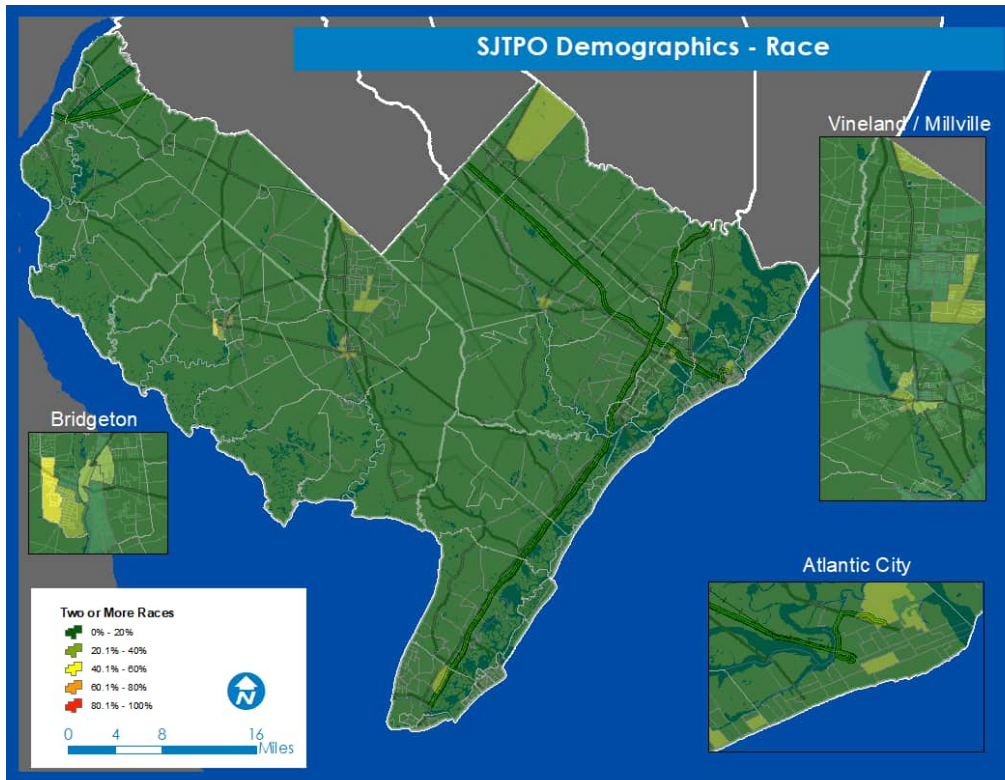 SJTPO Demographics - Race
Vineland / Millville
Bridgeton
Atlantic City
Two or More Races
0% - 20%
20.1% - 40%
40.1% - 60%
60.1% - 80%
80.1% - 100%
N
0 4 8 16
Miles